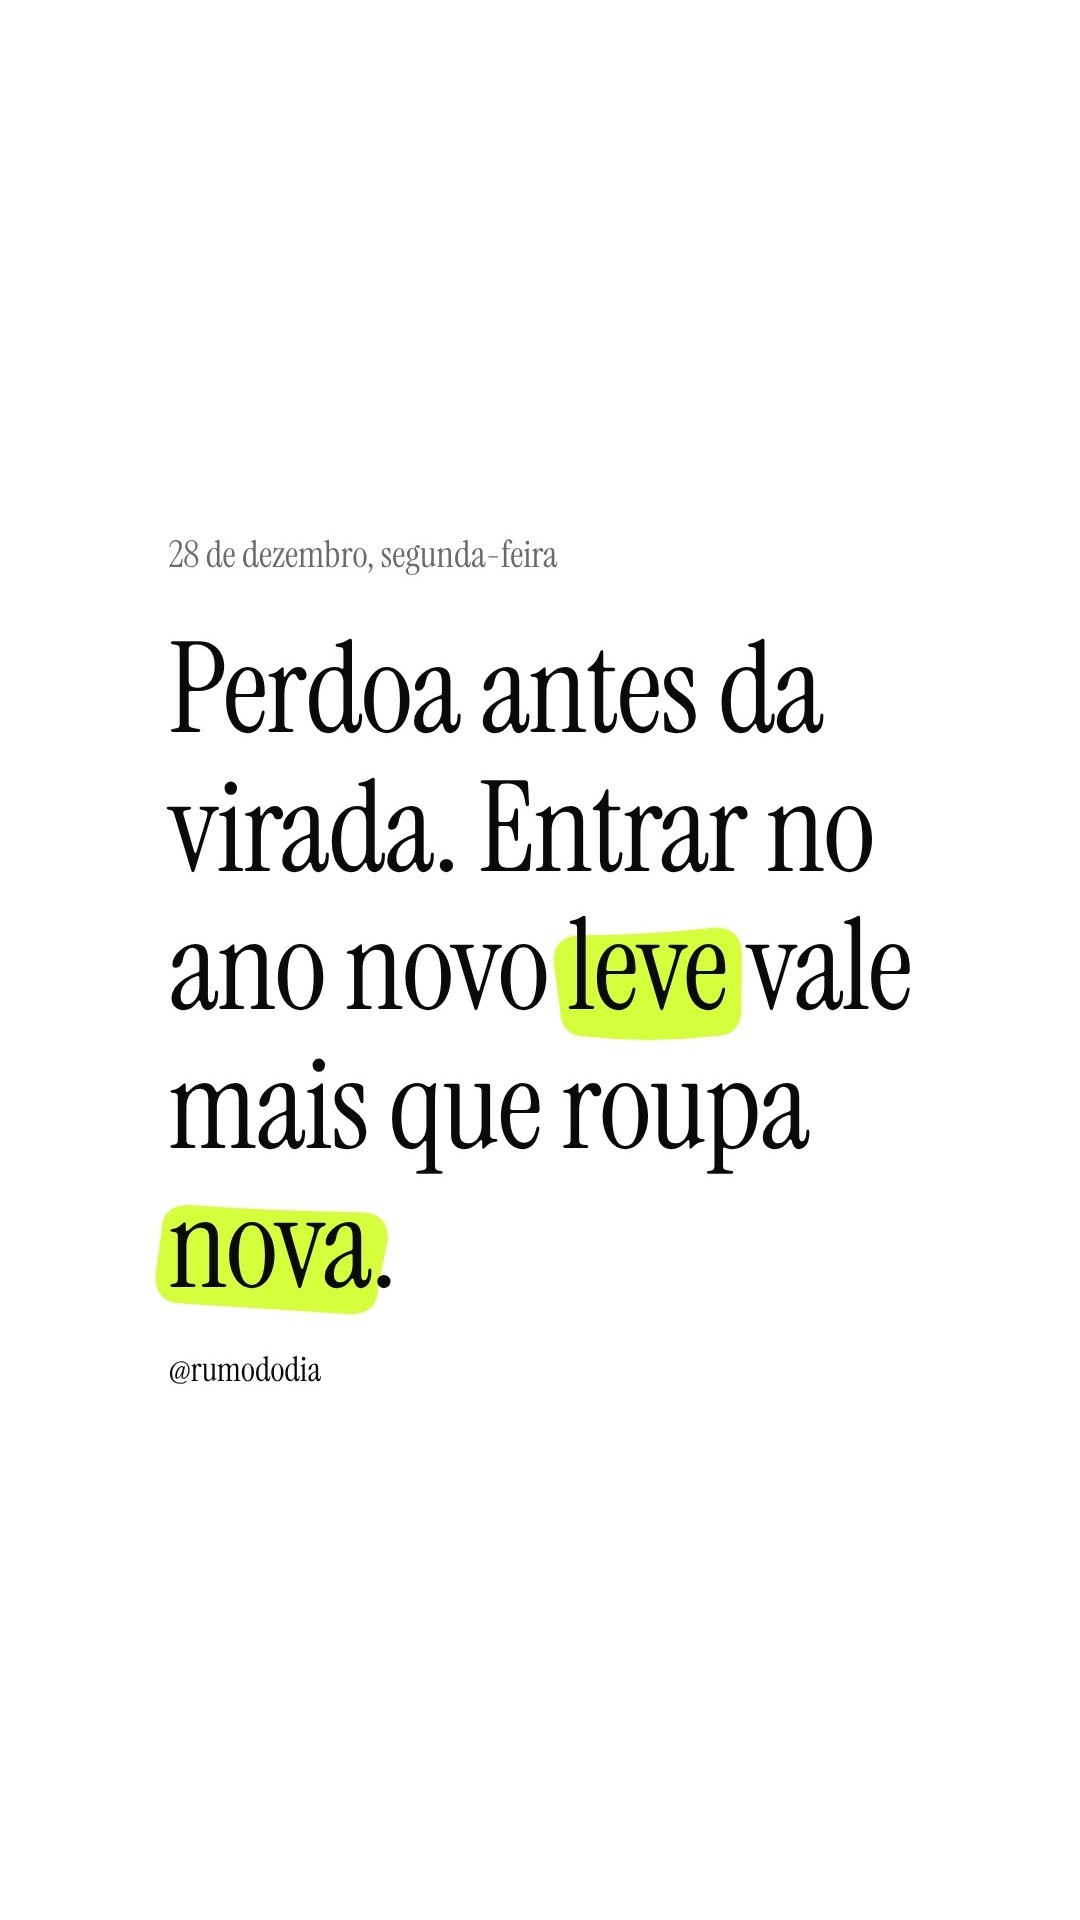 28 de dezembro, segunda-feira
Perdoa antes da
virada. Entrar no
ano novo leve vale
mais que roupa
nova.
@rumododia